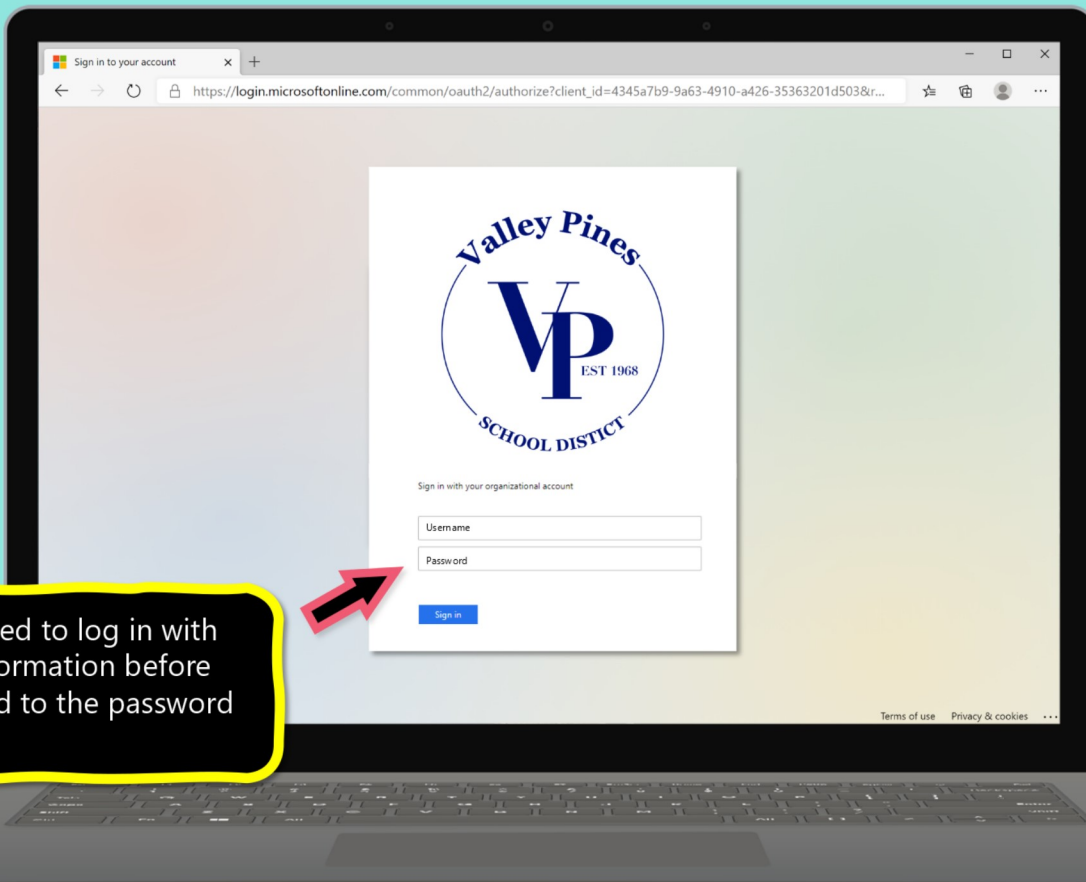 Sign in to your account
https://login.microsoftonline.com/common/oauth2/authorize?client_id=4345a7b9-9a63-4910-a426-35363201d503&r...
Valley Pines
VP
EST 1968
SCHOOL DISTICT
Sign in with your organizational account
Username
Password
Sign in
ed to log in with
ormation before
d to the password
Terms of use Privacy & cookies ...